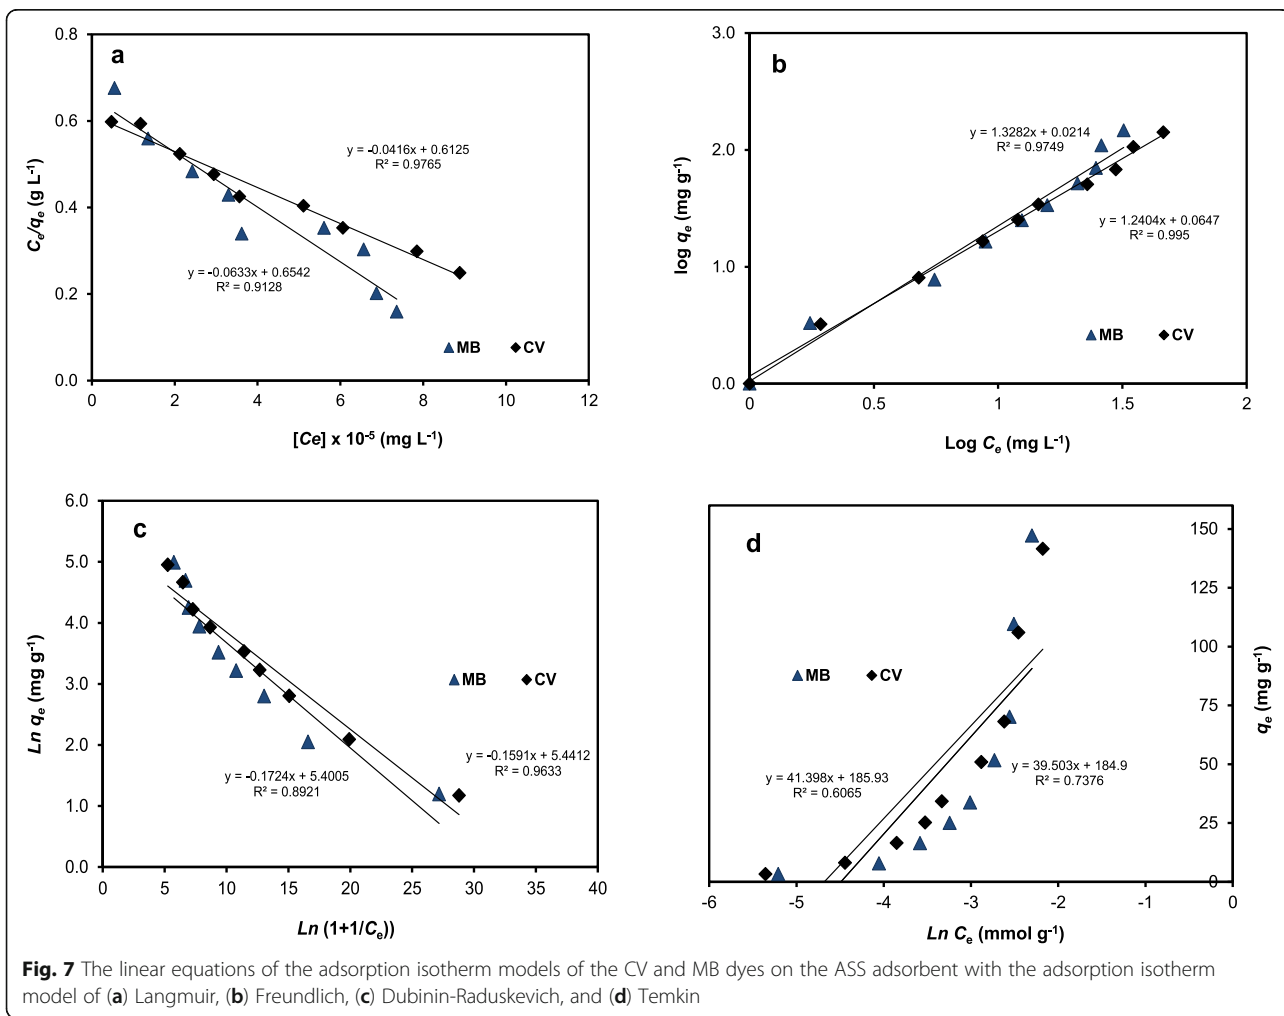 a
0.8
0.6
0.4
0.2
0.0
0
2
4
6
8
10
12
Ce/qe (g L-1)
[Ce] x 10-5 (mg L-1)
y = -0.0416x + 0.6125
R² = 0.9765
y = -0.0633x + 0.6542
R² = 0.9128
MB
CV
b
3.0
2.0
1.0
0.0
0
0.5
1
1.5
2
log qe (mg g-1)
Log Ce (mg L-1)
y = 1.3282x + 0.0214
R² = 0.9749
y = 1.2404x + 0.0647
R² = 0.995
MB
CV
c
6.0
5.0
4.0
3.0
2.0
1.0
0.0
0
5
10
15
20
25
30
35
40
Ln qe (mg g-1)
Ln (1+1/Ce))
MB
CV
y = -0.1591x + 5.4412
R² = 0.9633
y = -0.1724x + 5.4005
R² = 0.8921
d
150
125
100
75
50
25
0
-6
-5
-4
-3
-2
-1
0
qe (mg g-1)
Ln Ce (mmol g-1)
MB
CV
y = 41.398x + 185.93
R² = 0.6065
y = 39.503x + 184.9
R² = 0.7376
Fig. 7 The linear equations of the adsorption isotherm models of the CV and MB dyes on the ASS adsorbent with the adsorption isotherm
model of (a) Langmuir, (b) Freundlich, (c) Dubinin-Raduskevich, and (d) Temkin